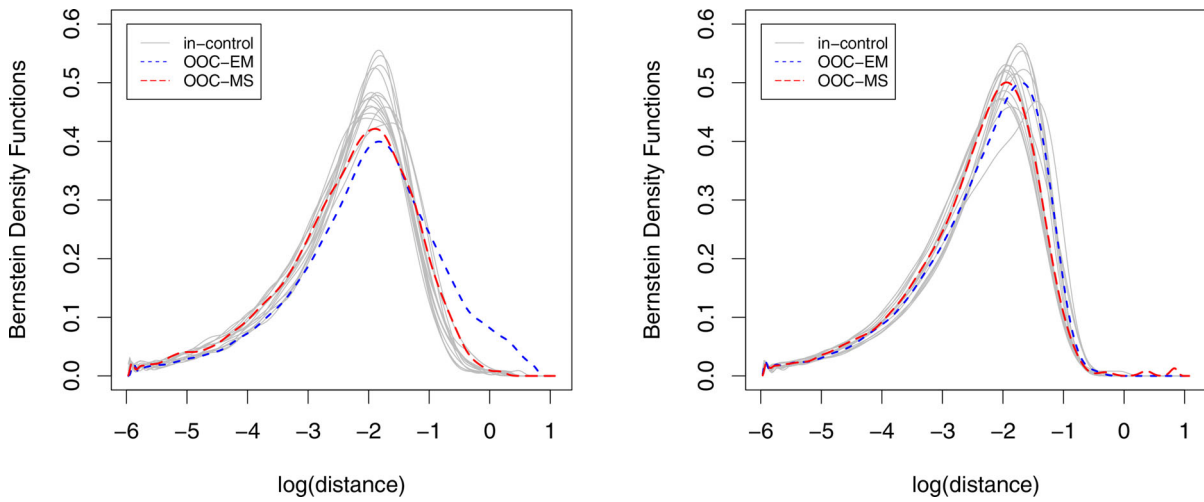 Bernstein Density Functions
0.0 0.1 0.2 0.3 0.4 0.5 0.6
in−control
OOC−EM
OOC−MS
−6 −5 −4 −3 −2 −1 0 1
log(distance)
Bernstein Density Functions
0.0 0.1 0.2 0.3 0.4 0.5 0.6
in−control
OOC−EM
OOC−MS
−6 −5 −4 −3 −2 −1 0 1
log(distance)